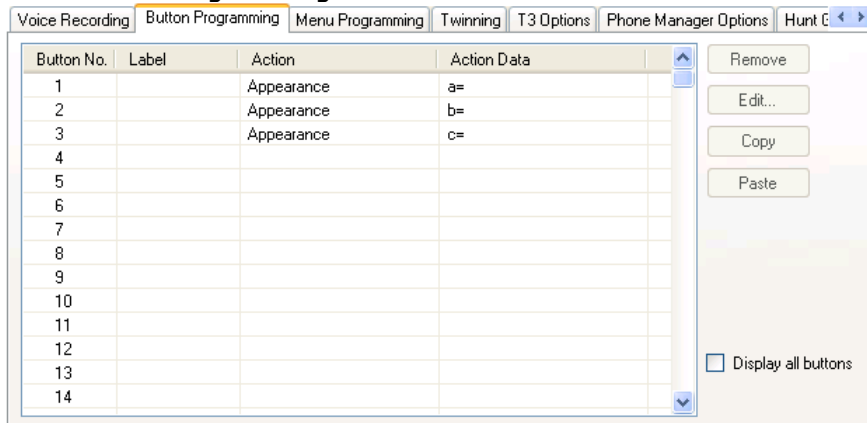 Voice Recording Button Programming Menu Programming Twinning T3 Options Phone Manager Options Hunt G
Button No. Label Action Action Data
1 Appearance a=
2 Appearance b=
3 Appearance c=
4
5
6
7
8
9
10
11
12
13
14
Remove
Edit...
Copy
Paste
Display all buttons